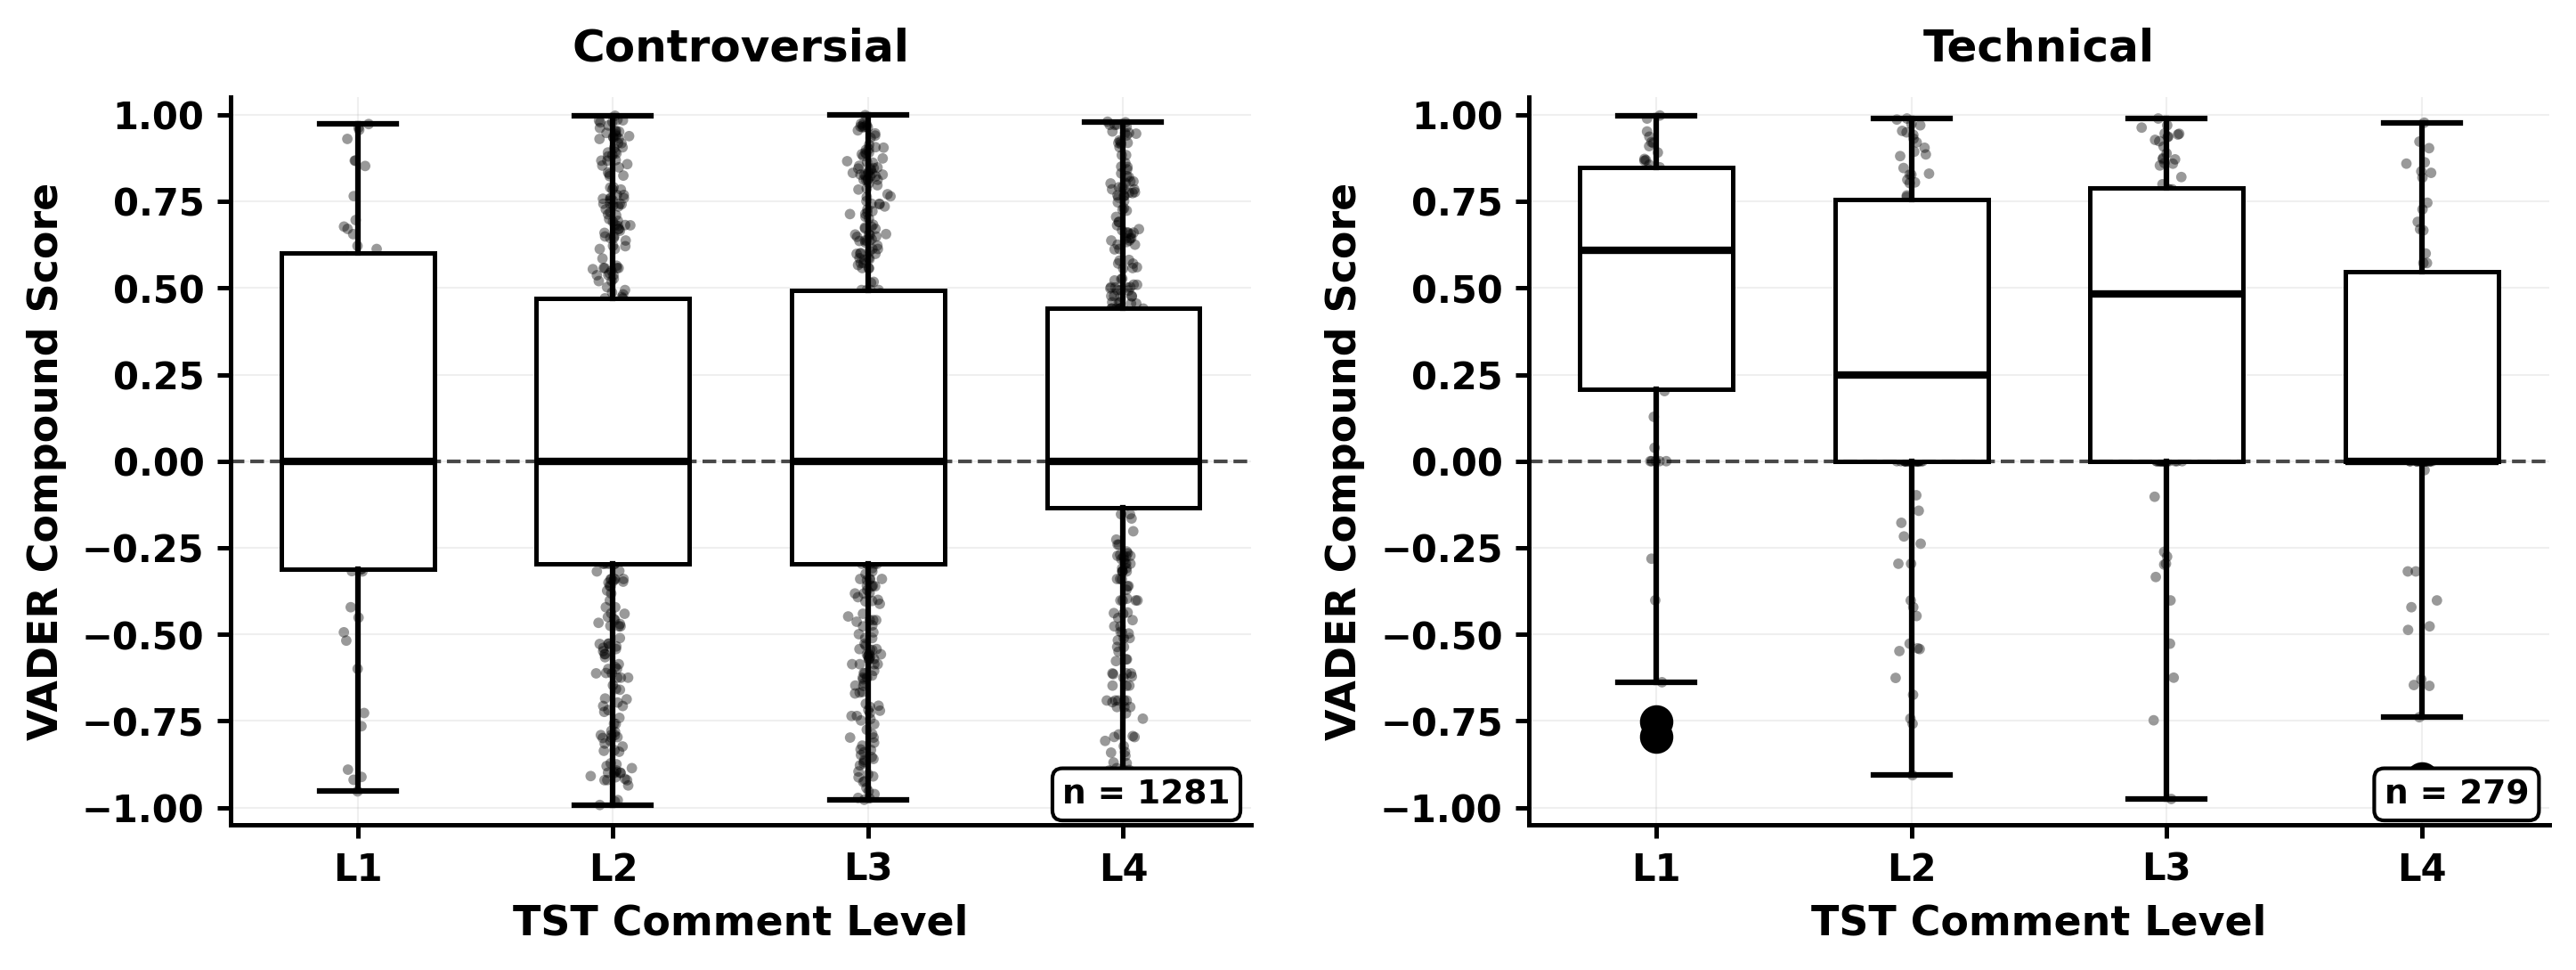 Controversial
VADER Compound Score
1.00
0.75
0.50
0.25
0.00
−0.25
−0.50
−0.75
−1.00
n = 1281
L1 L2 L3 L4
TST Comment Level
Technical
VADER Compound Score
1.00
0.75
0.50
0.25
0.00
−0.25
−0.50
−0.75
−1.00
n = 279
L1 L2 L3 L4
TST Comment Level